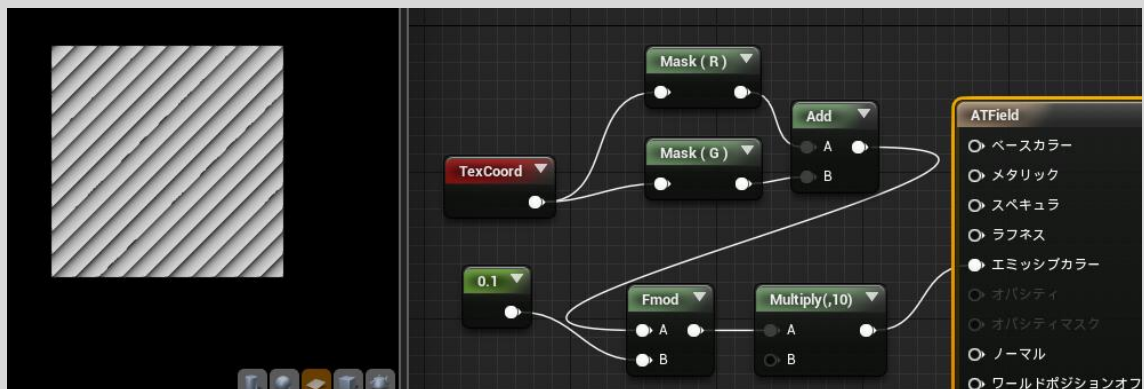 Mask ( R )
Add
A
B
Mask ( G )
TexCoord
0.1
Fmod
A
B
Multiply(,10)
A
B
ATField
ベースカラー
メタリック
スペキュラ
ラフネス
エミッシブカラー
オパシティ
オパシティマスク
ノーマル
ワールドポジションオフ